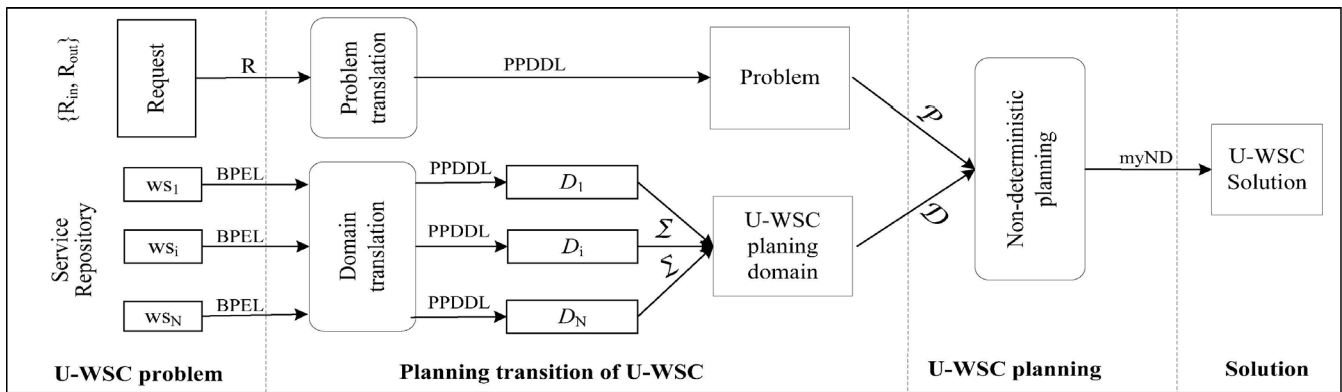 {R_in, R_out}
Request
R
Problem
translation
PPDDL
Problem
𝒫
Non-deterministic
planning
myND
U-WSC
Solution
Service
Repository
ws_1
BPEL
ws_i
BPEL
ws_N
BPEL
Domain
translation
PPDDL
D_1
PPDDL
D_i
PPDDL
D_N
Σ
Σ
U-WSC
planing
domain
𝒟
U-WSC problem
Planning transition of U-WSC
U-WSC planning
Solution